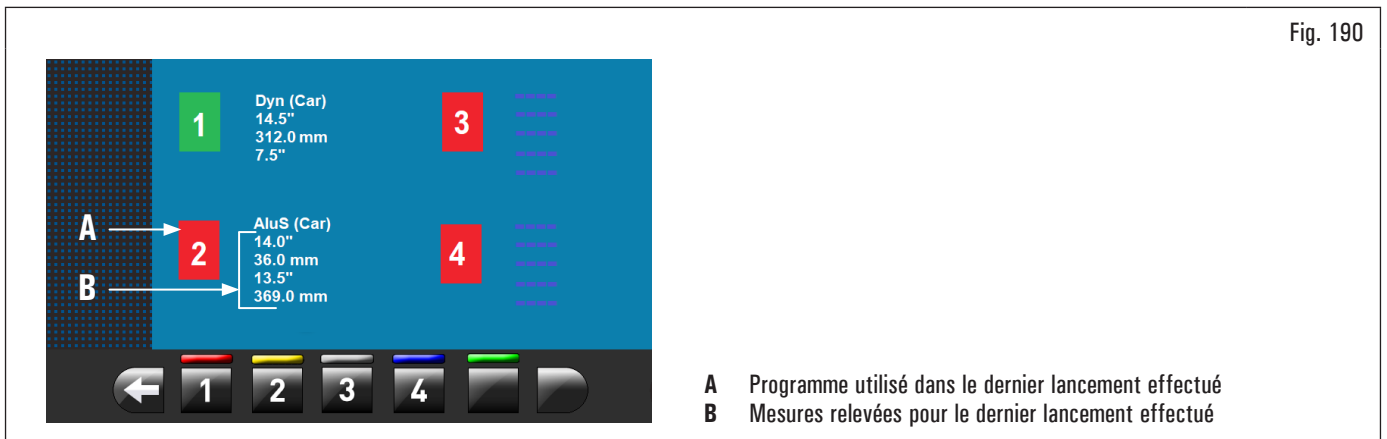 Fig. 190
1
Dyn (Car)
14.5"
312.0 mm
7.5"
3
-----
-----
-----
-----
-----
A
2
AluS (Car)
14.0"
36.0 mm
13.5"
369.0 mm
B
4
-----
-----
-----
-----
-----
1 2 3 4
A Programme utilisé dans le dernier lancement effectué
B Mesures relevées pour le dernier lancement effectué